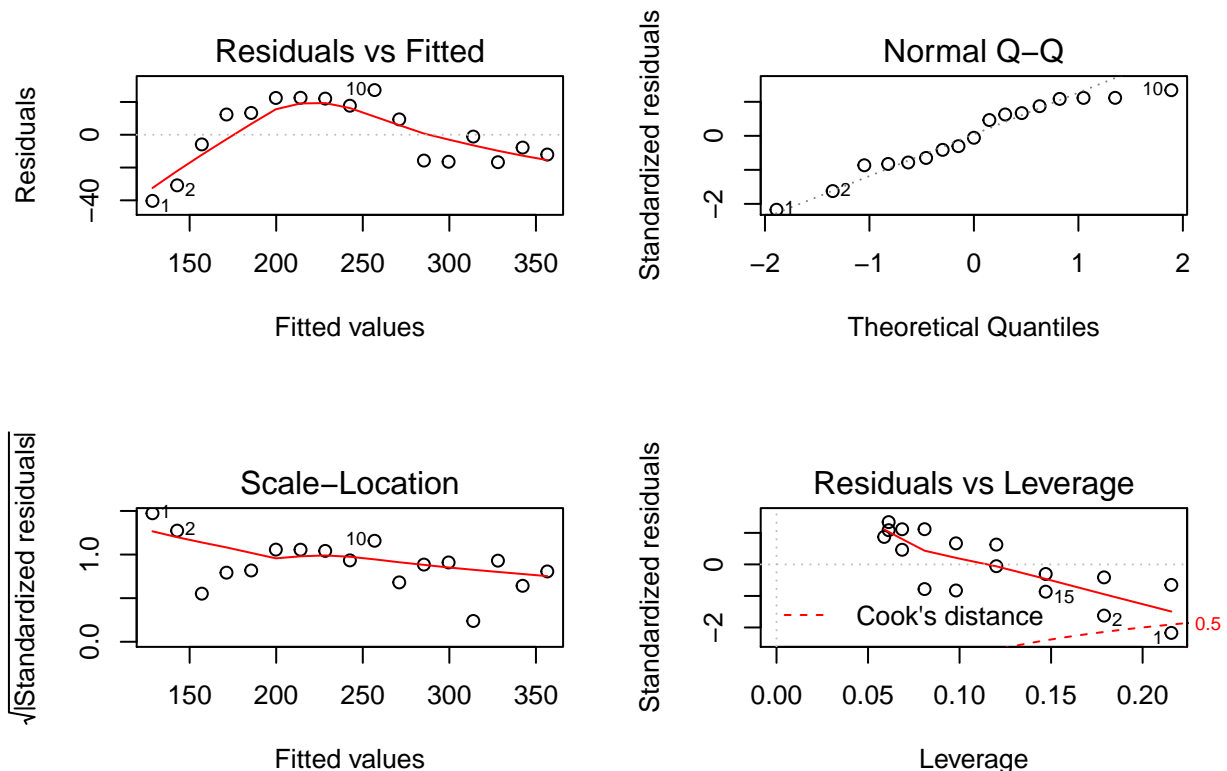 Residuals vs Fitted
Residuals
0
−40
10
2
1
150 200 250 300 350
Fitted values
Normal Q−Q
Standardized residuals
0
−2
10
2
1
−2 −1 0 1 2
Theoretical Quantiles
Scale−Location
√|Standardized residuals|
1.0
0.0
1
2
10
150 200 250 300 350
Fitted values
Residuals vs Leverage
Standardized residuals
0
−2
Cook's distance
15
2
1
0.5
0.00 0.05 0.10 0.15 0.20
Leverage